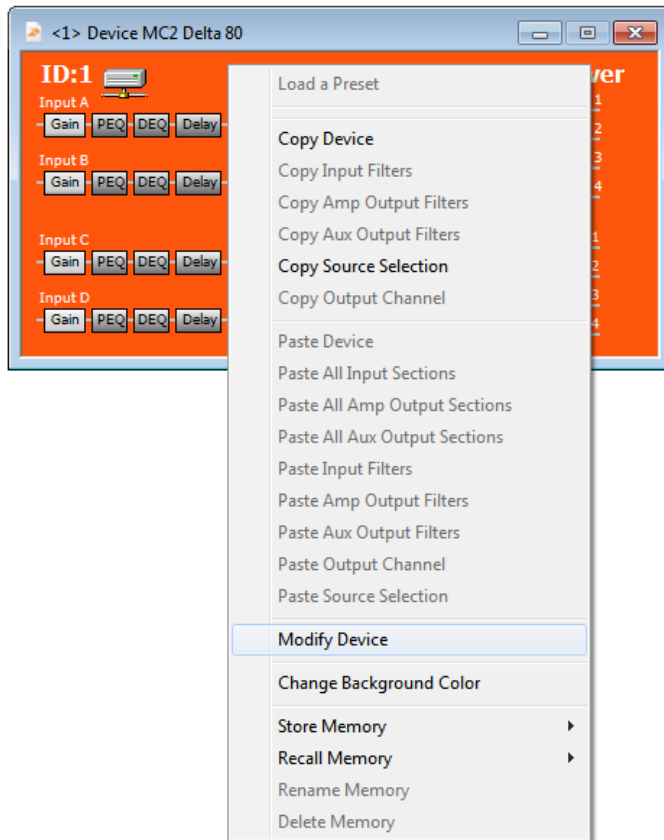 <1> Device MC2 Delta 80
ID:1
Input A
Gain PEQ DEQ Delay
Input B
Gain PEQ DEQ Delay
Input C
Gain PEQ DEQ Delay
Input D
Gain PEQ DEQ Delay
Load a Preset
Copy Device
Copy Input Filters
Copy Amp Output Filters
Copy Aux Output Filters
Copy Source Selection
Copy Output Channel
Paste Device
Paste All Input Sections
Paste All Amp Output Sections
Paste All Aux Output Sections
Paste Input Filters
Paste Amp Output Filters
Paste Aux Output Filters
Paste Output Channel
Paste Source Selection
Modify Device
Change Background Color
Store Memory
Recall Memory
Rename Memory
Delete Memory
ver
1
2
3
4
1
2
3
4